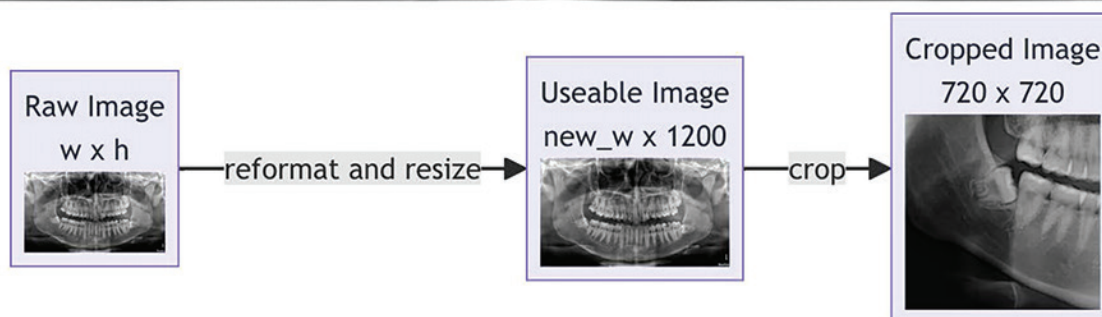 Raw Image
w x h
reformat and resize
Useable Image
new_w x 1200
crop
Cropped Image
720 x 720